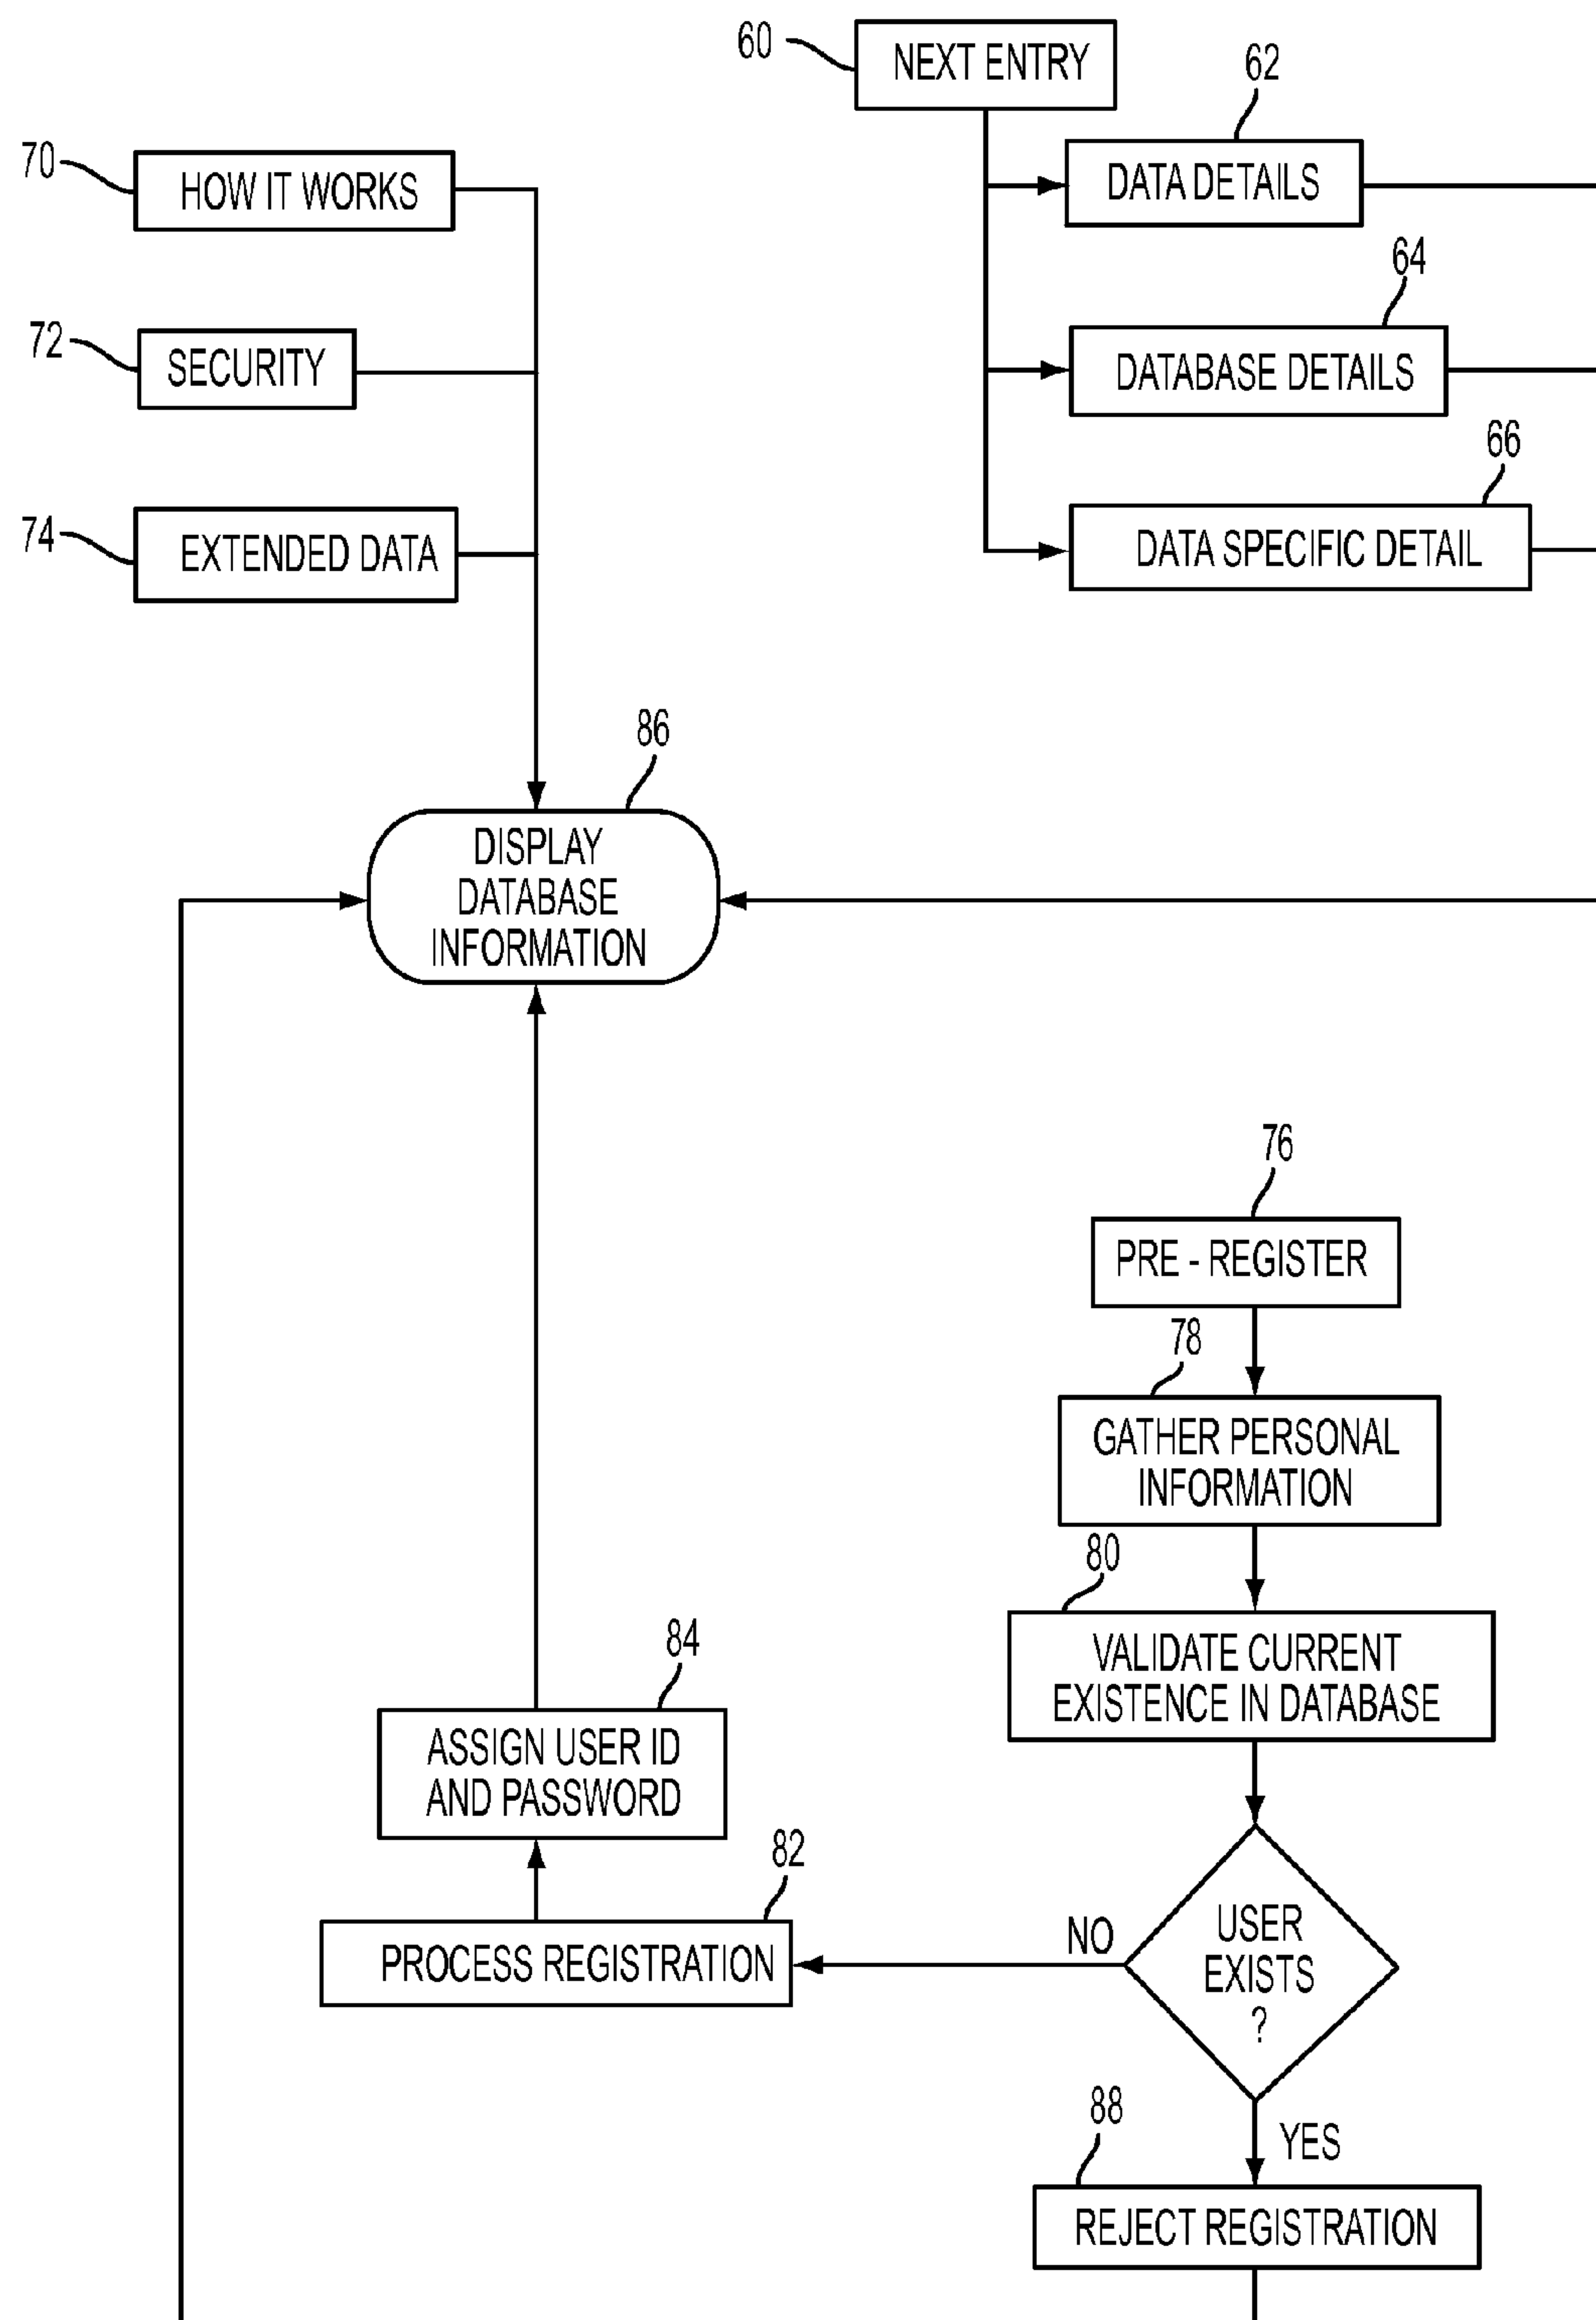 60
NEXT ENTRY
62
DATA DETAILS
64
DATABASE DETAILS
66
DATA SPECIFIC DETAIL
70
HOW IT WORKS
72
SECURITY
74
EXTENDED DATA
86
DISPLAY
DATABASE
INFORMATION
76
PRE - REGISTER
78
GATHER PERSONAL
INFORMATION
80
VALIDATE CURRENT
EXISTENCE IN DATABASE
84
ASSIGN USER ID
AND PASSWORD
82
PROCESS REGISTRATION
NO
USER
EXISTS
?
YES
88
REJECT REGISTRATION